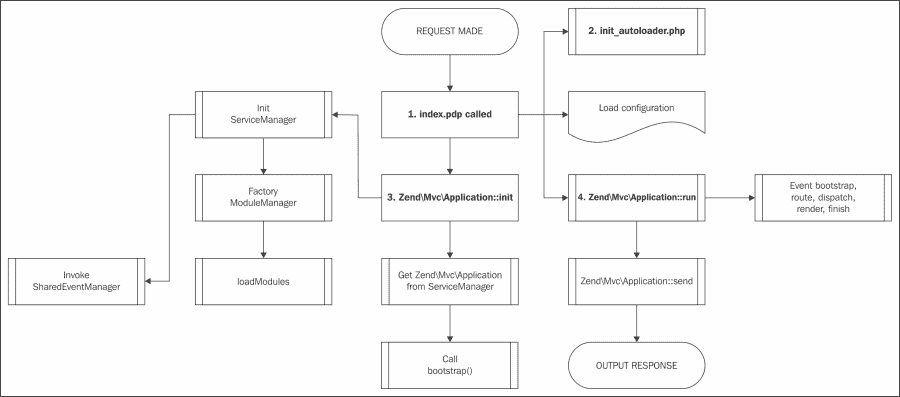 REQUEST MADE
2. init_autoloader.php
Init
ServiceManager
1. index.pdp called
Load configuration
Factory
ModuleManager
3. Zend\Mvc\Application::init
4. Zend\Mvc\Application::run
Event bootstrap,
route, dispatch,
render, finish
Invoke
SharedEventManager
loadModules
Get Zend\Mvc\Application
from ServiceManager
Zend\Mvc\Application::send
Call
bootstrap()
OUTPUT RESPONSE